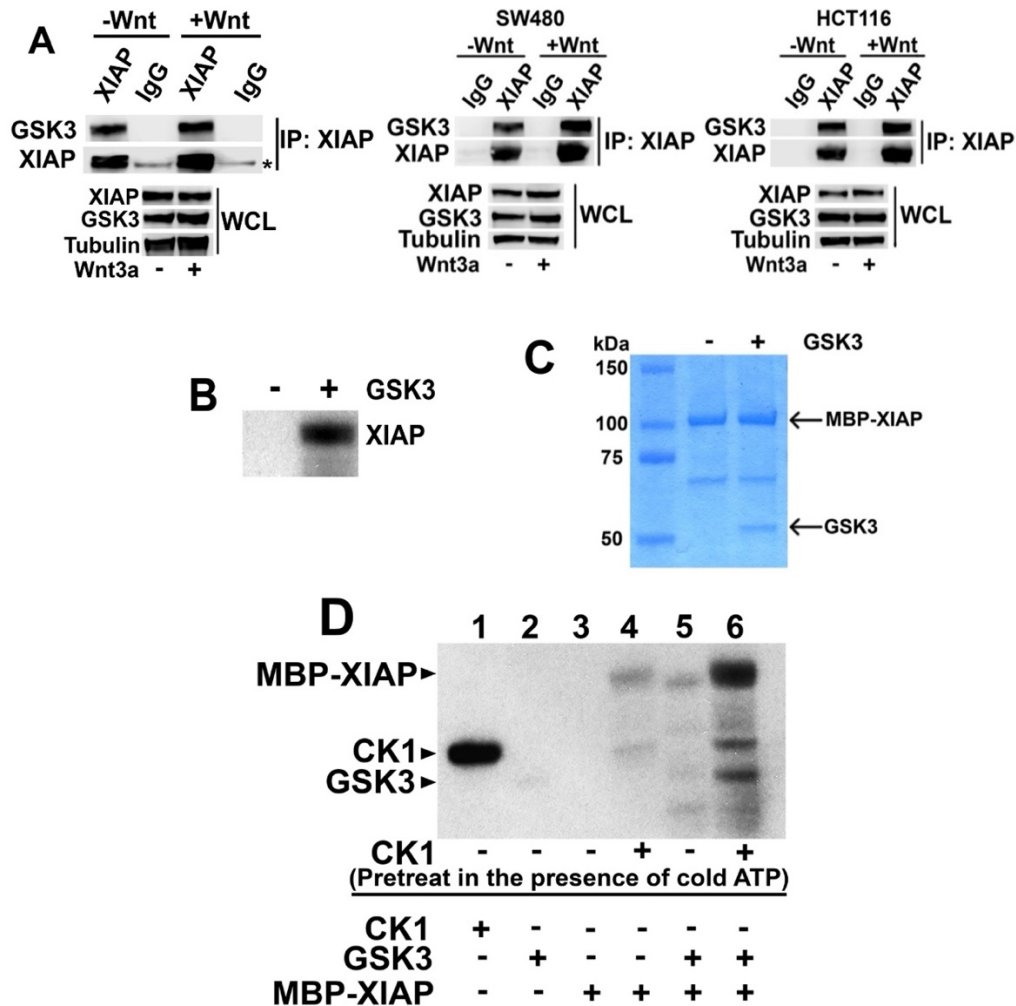 A
-Wnt +Wnt
XIAP IgG XIAP IgG
GSK3
XIAP
*
IP: XIAP
XIAP
GSK3
Tubulin
WCL
Wnt3a - +
SW480
-Wnt +Wnt
IgG XIAP IgG XIAP
GSK3
XIAP
IP: XIAP
XIAP
GSK3
Tubulin
WCL
Wnt3a - +
HCT116
-Wnt +Wnt
IgG XIAP IgG XIAP
GSK3
XIAP
IP: XIAP
XIAP
GSK3
Tubulin
WCL
Wnt3a - +
B
- + GSK3
XIAP
C
kDa - + GSK3
150
100
75
50
MBP-XIAP
GSK3
D
1 2 3 4 5 6
MBP-XIAP
CK1
GSK3
CK1 - - - + - +
(Pretreat in the presence of cold ATP)
CK1 + - - - - -
GSK3 - + - - + +
MBP-XIAP - - + + + +